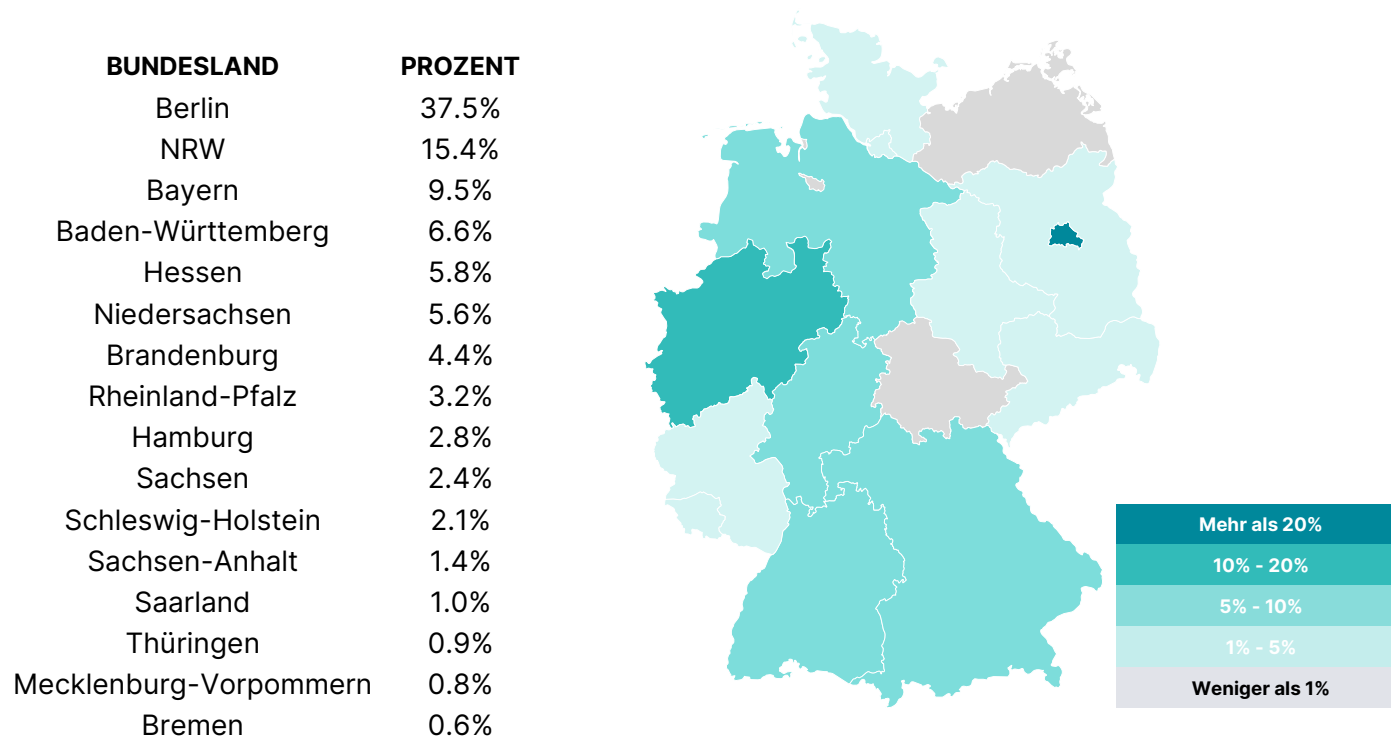 BUNDESLAND PROZENT
Berlin 37.5%
NRW 15.4%
Bayern 9.5%
Baden-Württemberg 6.6%
Hessen 5.8%
Niedersachsen 5.6%
Brandenburg 4.4%
Rheinland-Pfalz 3.2%
Hamburg 2.8%
Sachsen 2.4%
Schleswig-Holstein 2.1%
Sachsen-Anhalt 1.4%
Saarland 1.0%
Thüringen 0.9%
Mecklenburg-Vorpommern 0.8%
Bremen 0.6%
Mehr als 20%
10% - 20%
5% - 10%
1% - 5%
Weniger als 1%